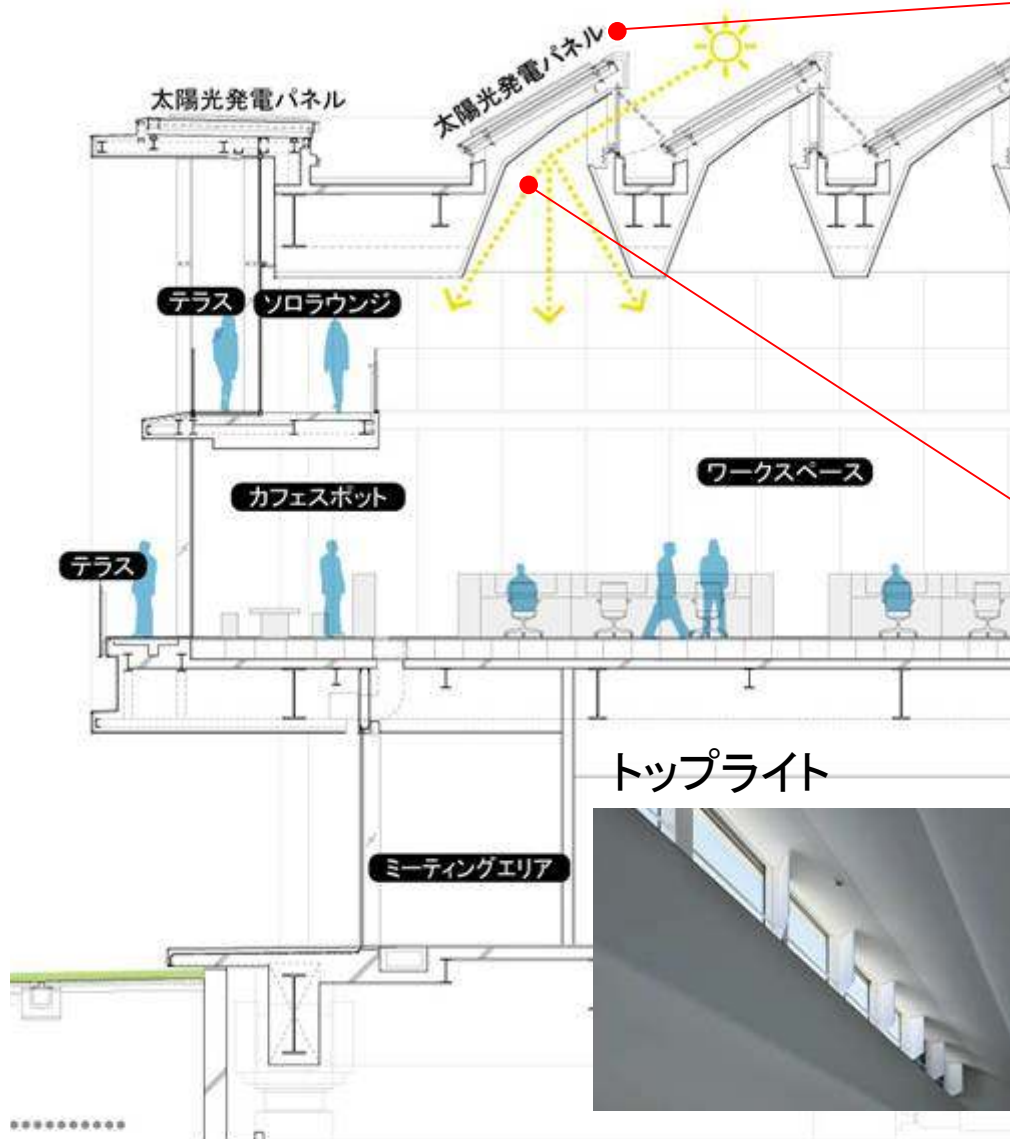 太陽光発電パネル
太陽光発電パネル
テラス
ソロラウンジ
ワークスペース
カフェスポット
テラス
トップライト
ミーティングエリア